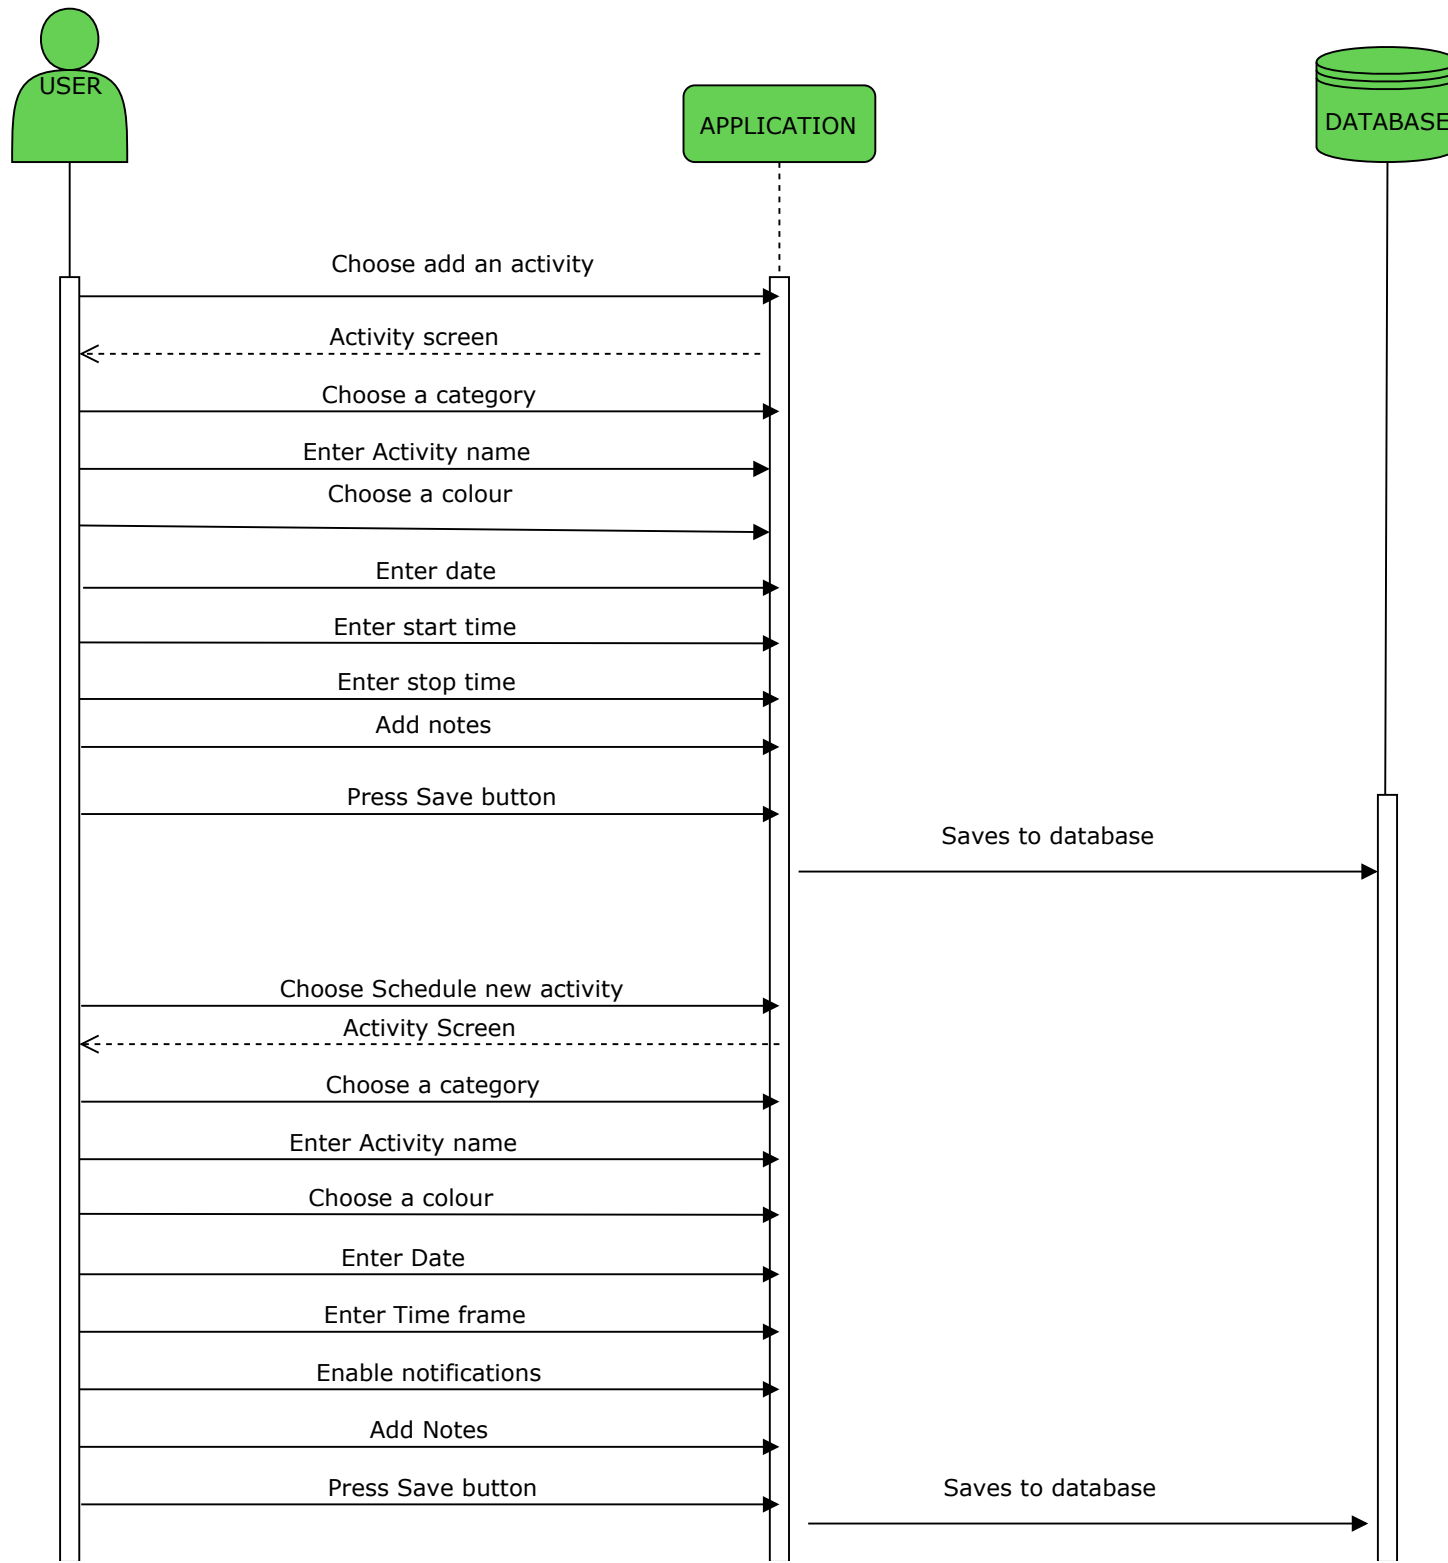 USER
APPLICATION
DATABASE
Choose add an activity
Activity screen
Choose a category
Enter Activity name
Choose a colour
Enter date
Enter start time
Enter stop time
Add notes
Press Save button
Saves to database
Choose Schedule new activity
Activity Screen
Choose a category
Enter Activity name
Choose a colour
Enter Date
Enter Time frame
Enable notifications
Add Notes
Press Save button
Saves to database